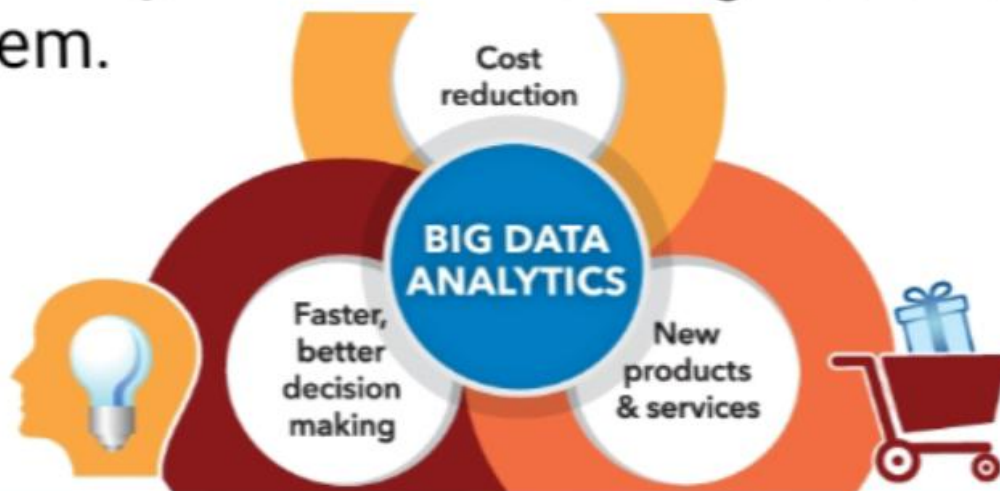 em.
Cost
reduction
BIG DATA
ANALYTICS
Faster,
better
decision
making
New
products
& services